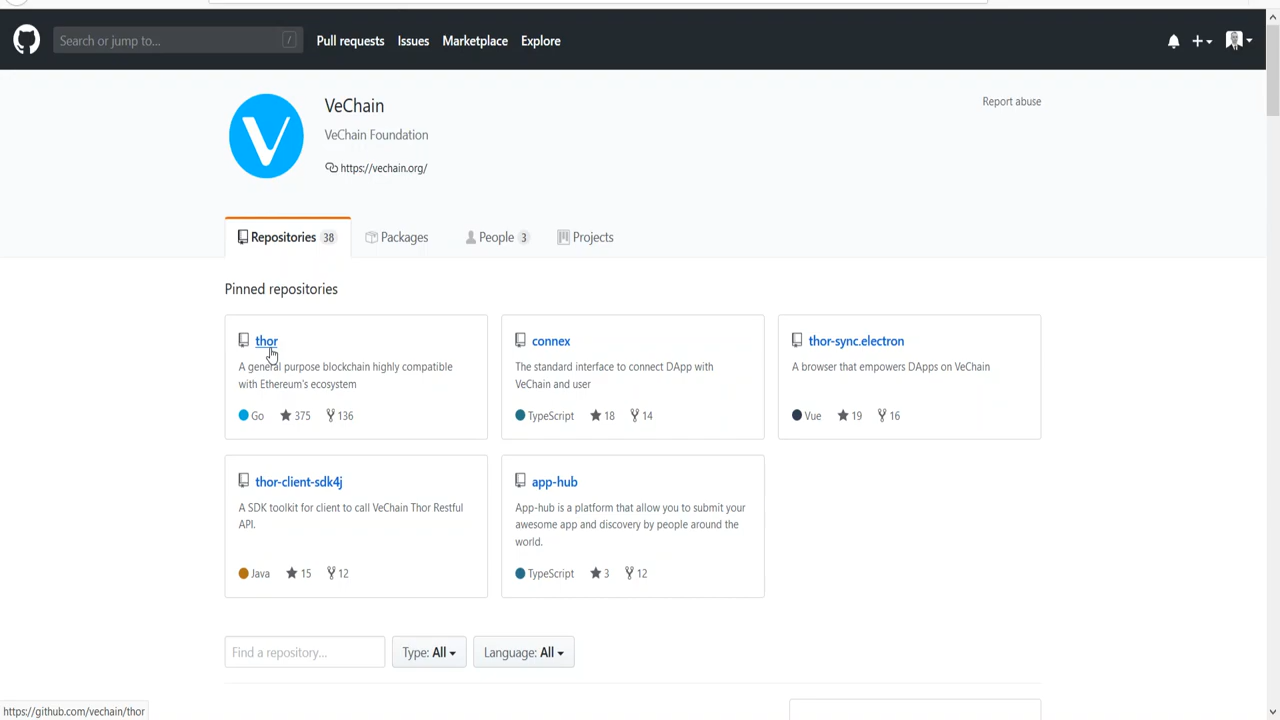 Search or jump to... /
Pull requests Issues Marketplace Explore
VeChain
Report abuse
VeChain Foundation
https://vechain.org/
Repositories 38 Packages People 3 Projects
Pinned repositories
thor
A general purpose blockchain highly compatible
with Ethereum's ecosystem
Go 375 136
connex
The standard interface to connect DApp with
VeChain and user
TypeScript 18 14
thor-sync.electron
A browser that empowers DApps on VeChain
Vue 19 16
thor-client-sdk4j
A SDK toolkit for client to call VeChain Thor Restful
API.
Java 15 12
app-hub
App-hub is a platform that allow you to submit your
awesome app and discovery by people around the
world.
TypeScript 3 12
Find a repository... Type: All Language: All
https://github.com/vechain/thor